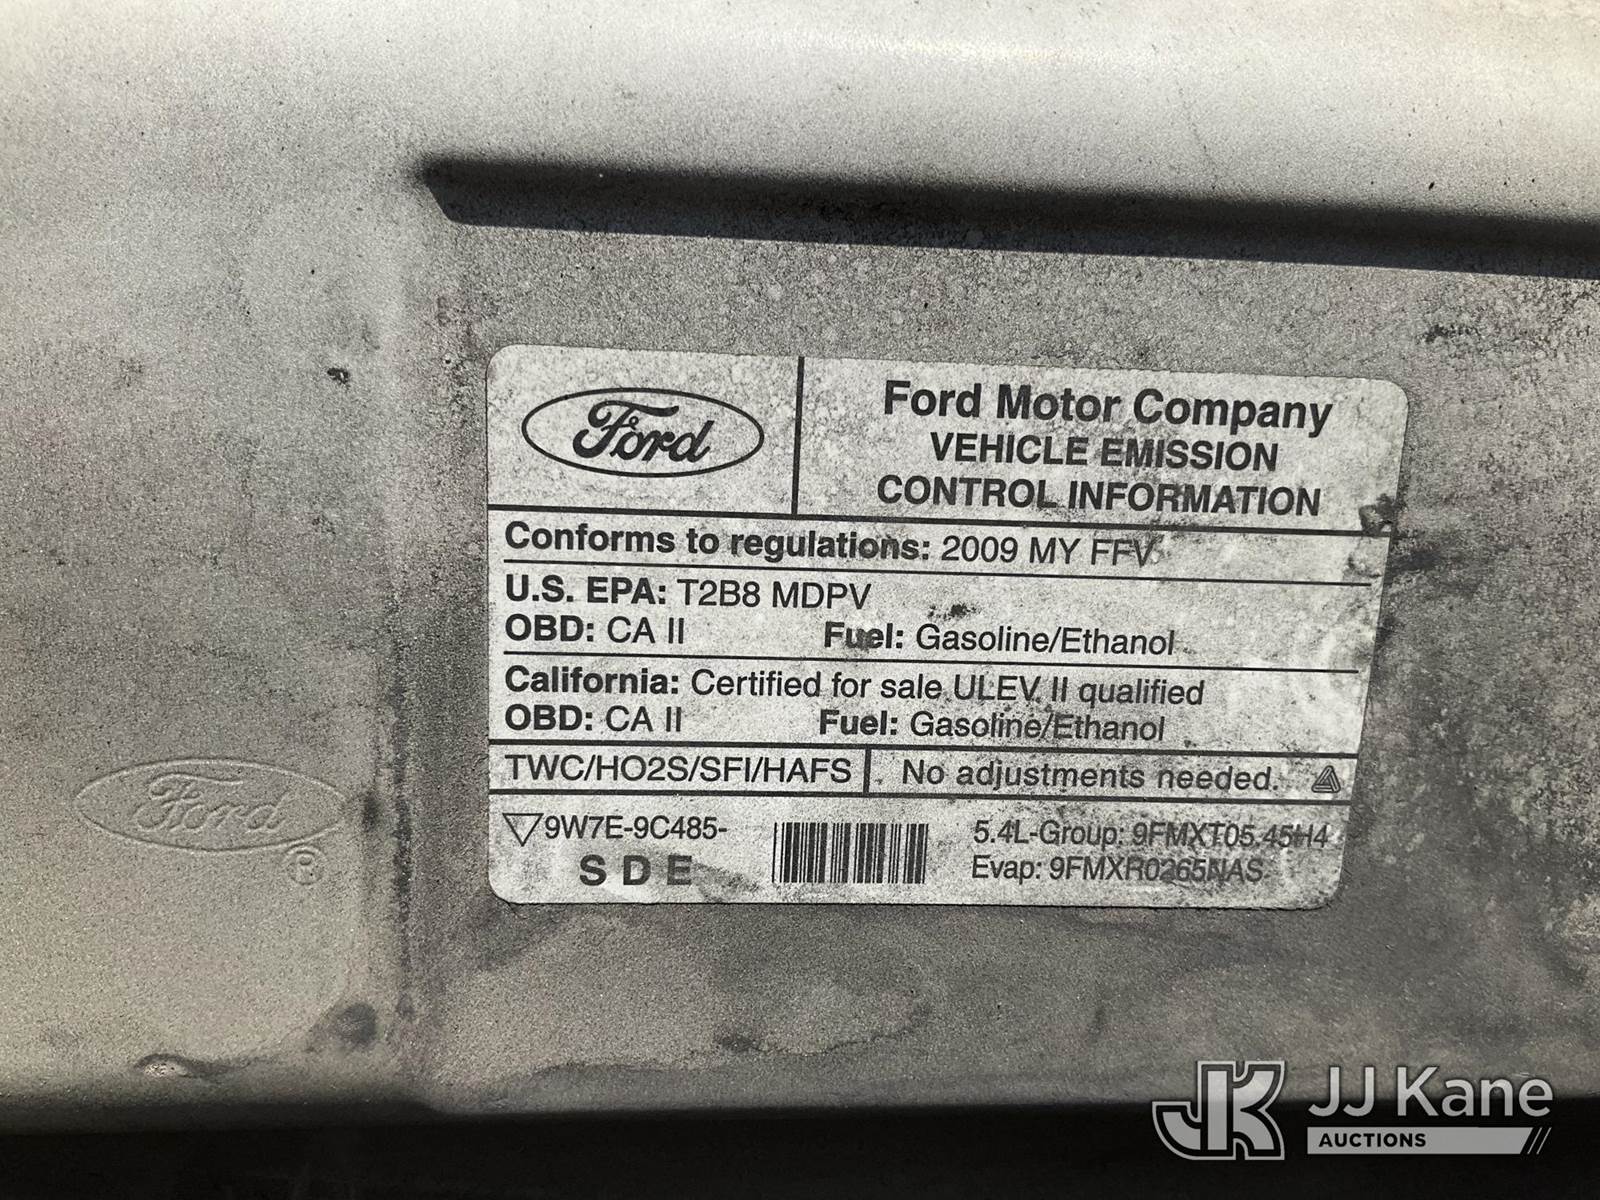 Ford
Ford Motor Company
VEHICLE EMISSION
CONTROL INFORMATION
Conforms to regulations: 2009 MY FFV
U.S. EPA: T2B8 MDPV
OBD: CA II Fuel: Gasoline/Ethanol
California: Certified for sale ULEV II qualified
OBD: CA II Fuel: Gasoline/Ethanol
TWC/HO2S/SFI/HAFS No adjustments needed.
9W7E-9C485-
SDE
5.4L-Group: 9FMXT05.45H4
Evap: 9FMXR0265NAS
Ford
®
JK JJ Kane
AUCTIONS